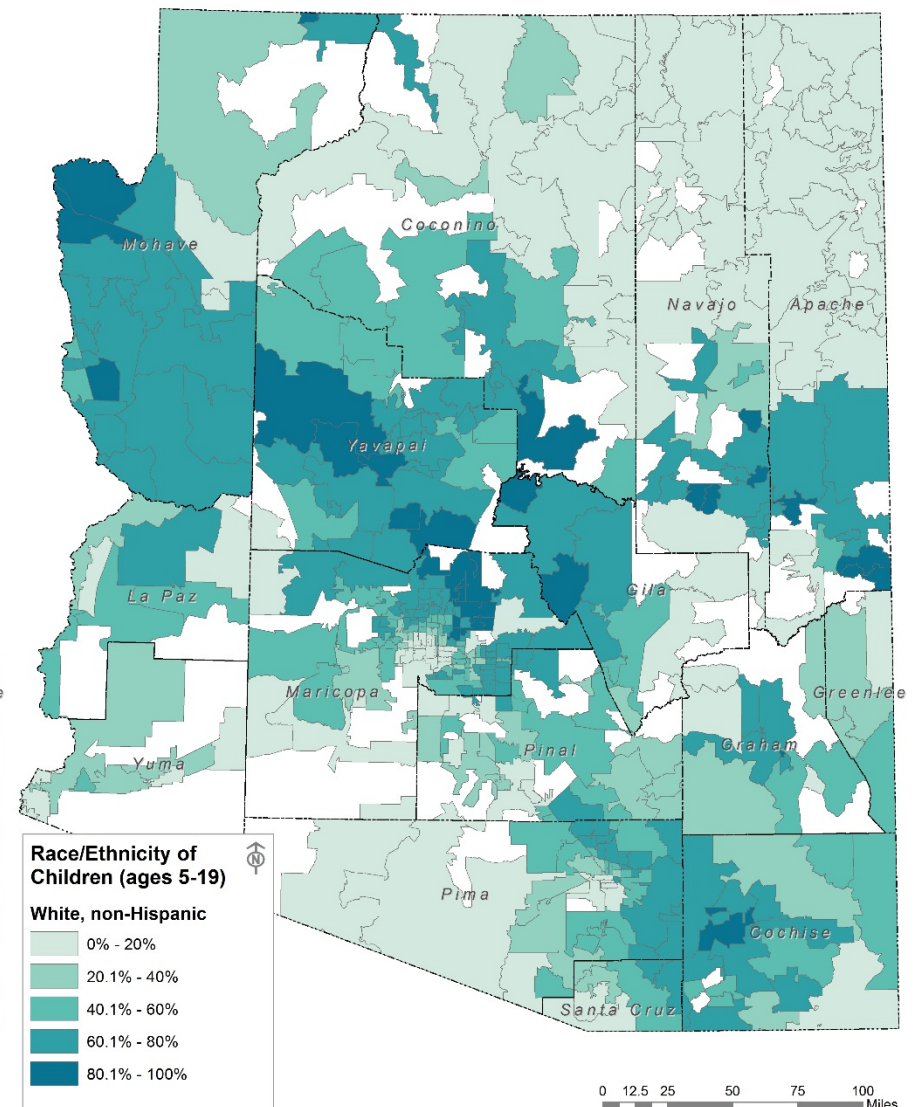 Coconino
Mohave
Navajo
Apache
Yavapai
La Paz
Gila
e
Maricopa
Greenlee
Pinal
Graham
Yuma
Race/Ethnicity of
Children (ages 5-19)
N
White, non-Hispanic
0% - 20%
20.1% - 40%
40.1% - 60%
60.1% - 80%
80.1% - 100%
Pima
Cochise
Santa Cruz
0 12.5 25 50 75 100
Miles